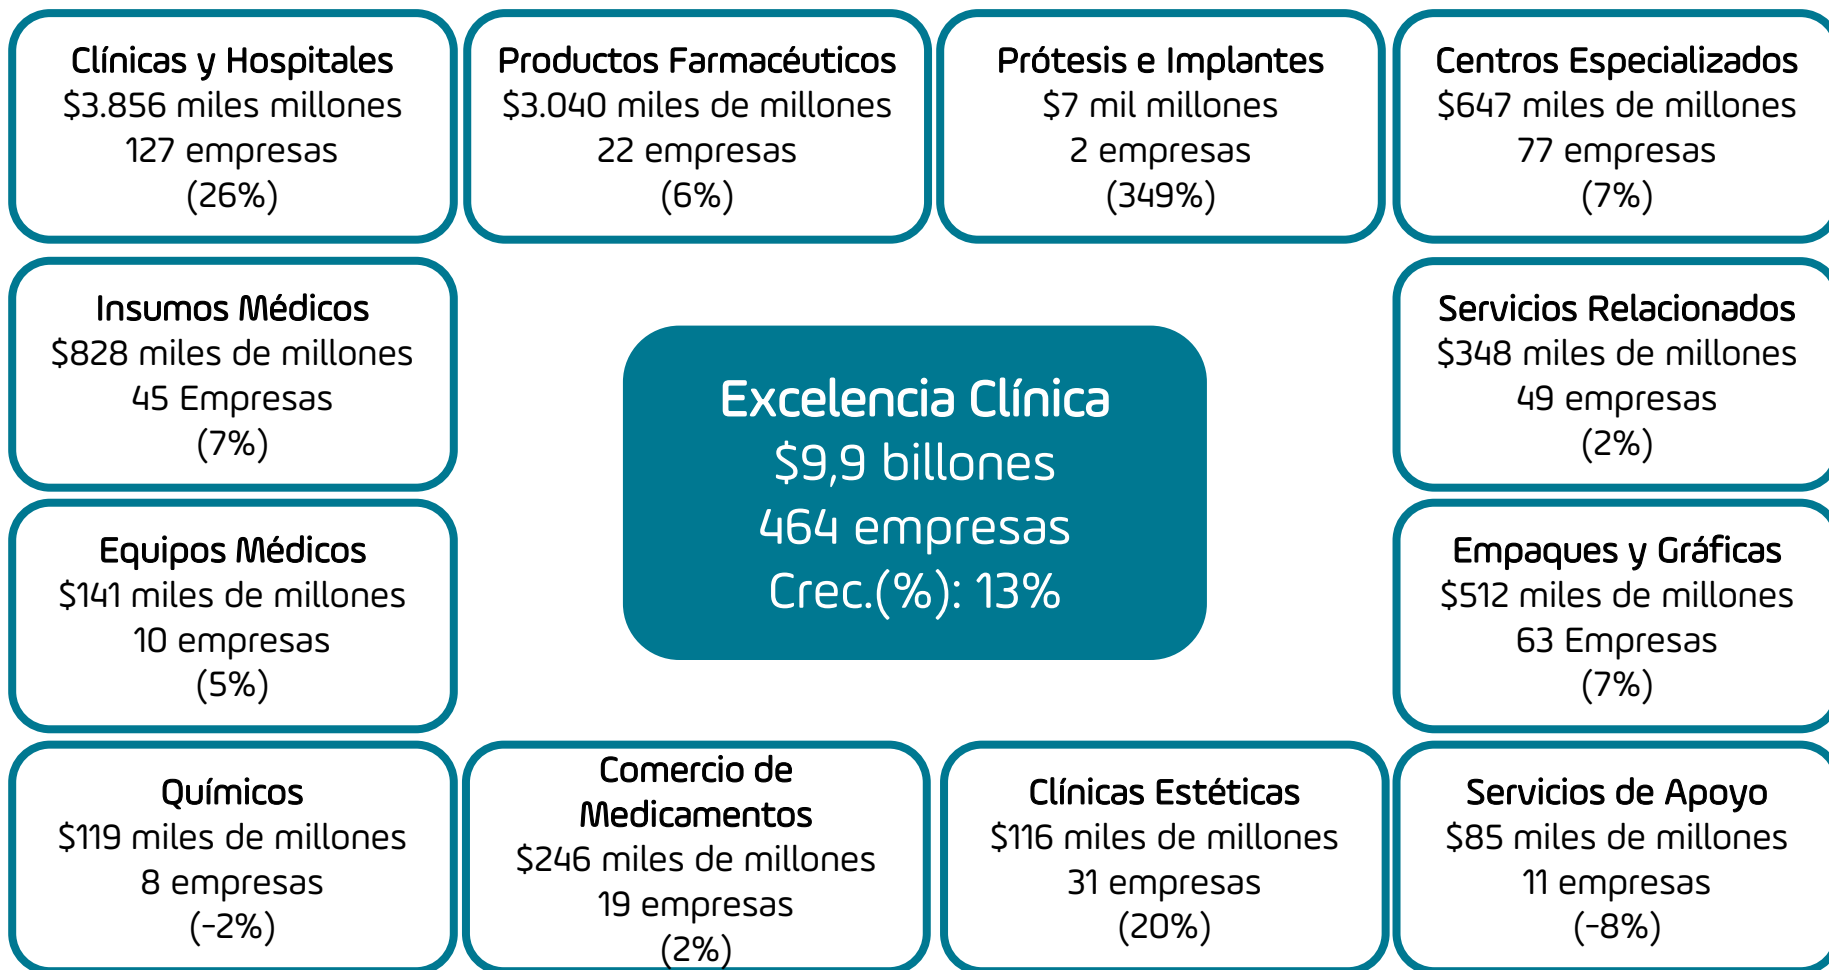 Clínicas y Hospitales
$3.856 miles millones
127 empresas
(26%)
Productos Farmacéuticos
$3.040 miles de millones
22 empresas
(6%)
Prótesis e Implantes
$7 mil millones
2 empresas
(349%)
Centros Especializados
$647 miles de millones
77 empresas
(7%)
Insumos Médicos
$828 miles de millones
45 Empresas
(7%)
Excelencia Clínica
$9,9 billones
464 empresas
Crec.(%): 13%
Servicios Relacionados
$348 miles de millones
49 empresas
(2%)
Equipos Médicos
$141 miles de millones
10 empresas
(5%)
Empaques y Gráficas
$512 miles de millones
63 Empresas
(7%)
Químicos
$119 miles de millones
8 empresas
(-2%)
Comercio de
Medicamentos
$246 miles de millones
19 empresas
(2%)
Clínicas Estéticas
$116 miles de millones
31 empresas
(20%)
Servicios de Apoyo
$85 miles de millones
11 empresas
(-8%)